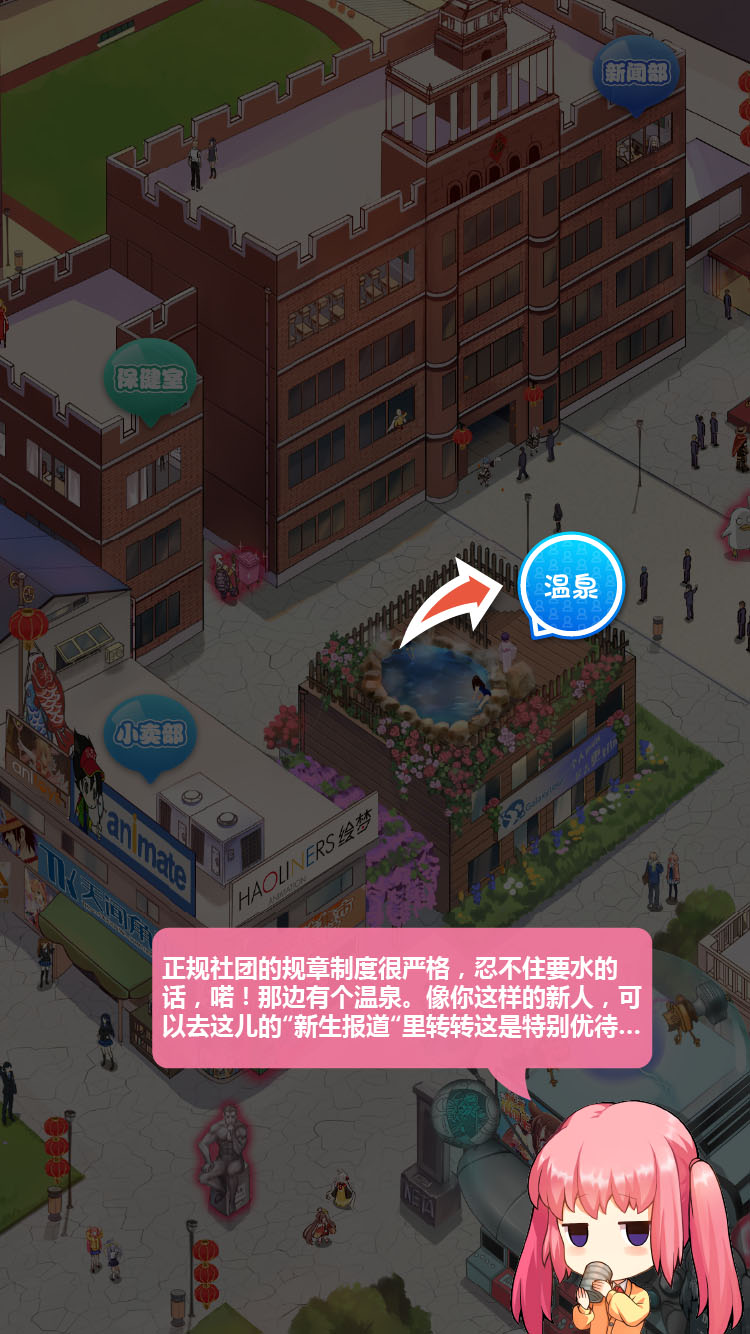 新闻部
保健室
温泉
小卖部
ani
animate
HAOLINERS 绘梦
ANIMATION
天闻角
正规社团的规章制度很严格，忍不住要水的
话，喏！那边有个温泉。像你这样的新人，可
以去这儿的“新生报道“里转转这是特别优待...